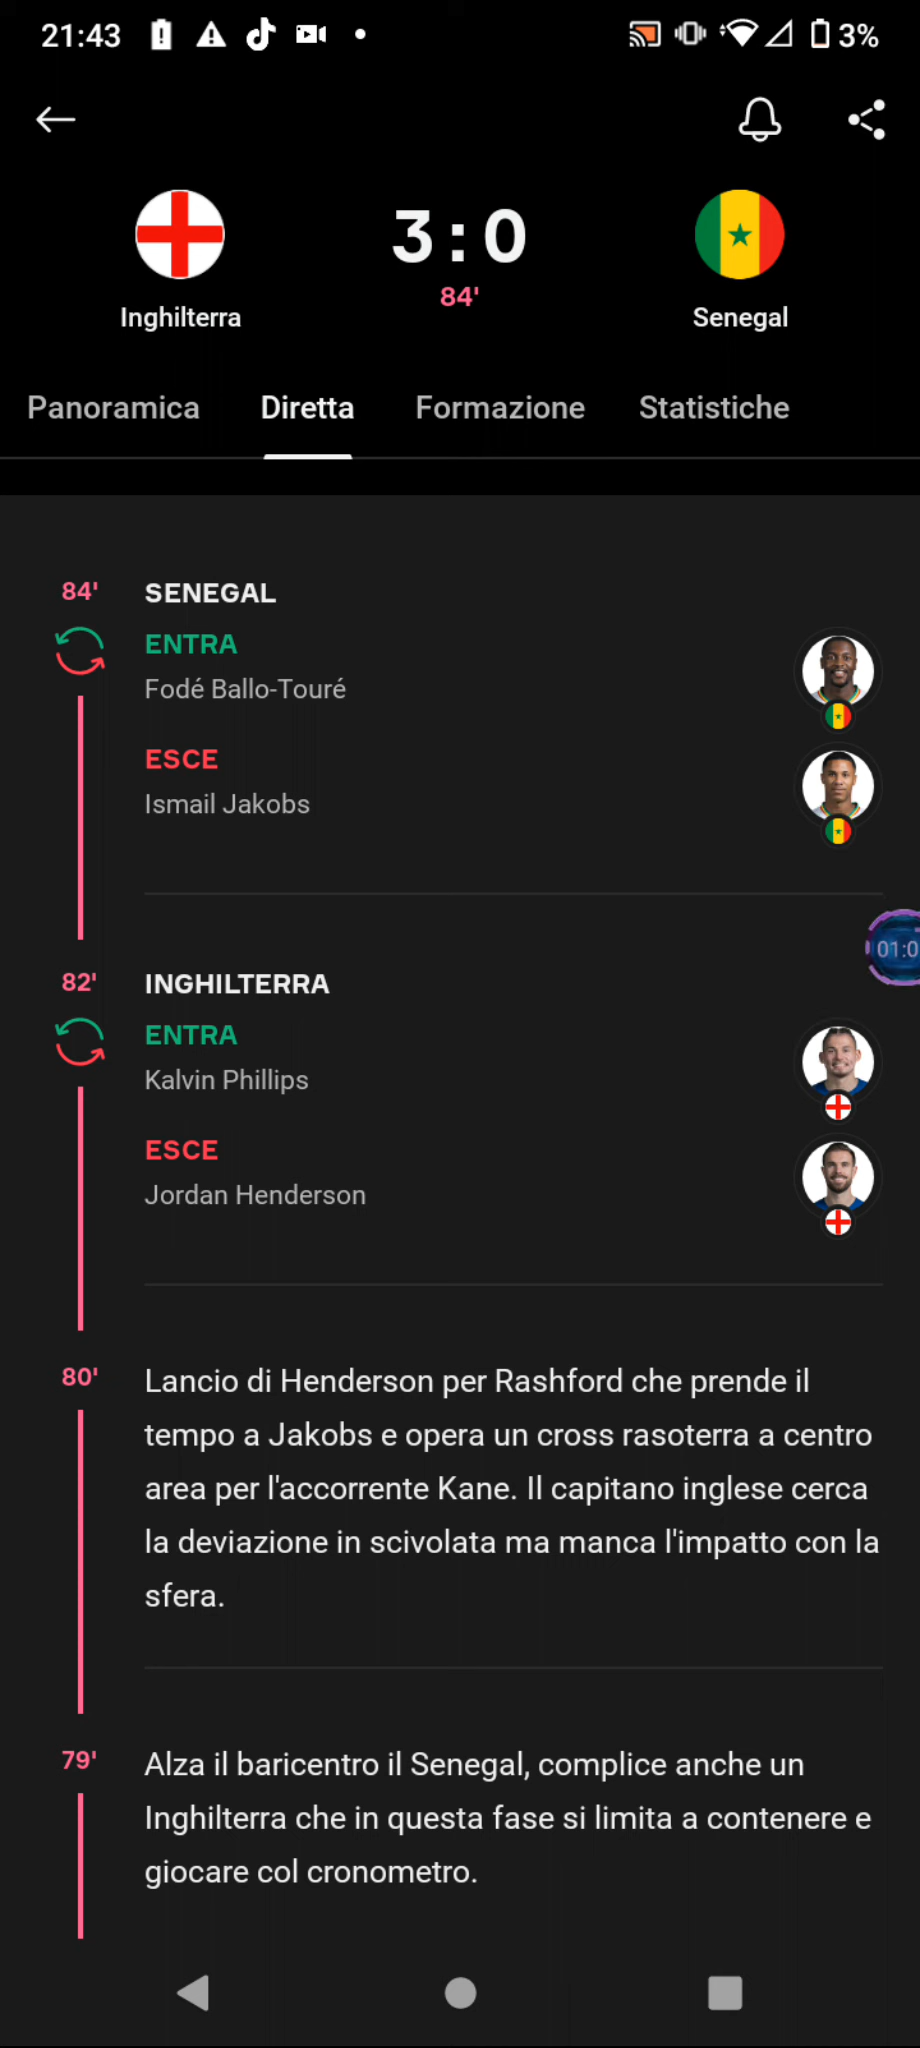 21:43
3%
3:0
84'
Inghilterra
Senegal
Panoramica
Diretta
Formazione
Statistiche
84'
SENEGAL
ENTRA
Fodé Ballo-Touré
ESCE
Ismail Jakobs
01:0
82'
INGHILTERRA
ENTRA
Kalvin Phillips
ESCE
Jordan Henderson
80'
Lancio di Henderson per Rashford che prende il
tempo a Jakobs e opera un cross rasoterra a centro
area per l'accorrente Kane. Il capitano inglese cerca
la deviazione in scivolata ma manca l'impatto con la
sfera.
79'
Alza il baricentro il Senegal, complice anche un
Inghilterra che in questa fase si limita a contenere e
giocare col cronometro.